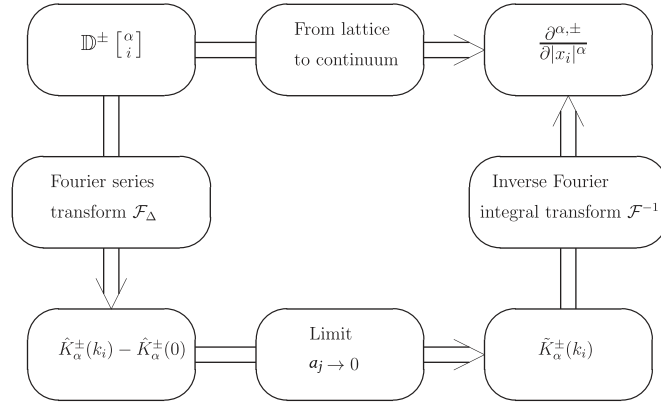 𝔻± [α i]
From lattice
to continuum
∂^{α,±} / ∂|x_i|^α
Fourier series
transform ℱ_Δ
Inverse Fourier
integral transform ℱ⁻¹
K̂_α^±(k_i) − K̂_α^±(0)
Limit
a_j → 0
K̃_α^±(k_i)